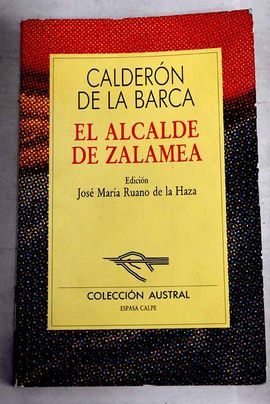 CALDERÓN
DE LA BARCA
EL ALCALDE
DE ZALAMEA
Edición
José María Ruano de la Haza
COLECCIÓN AUSTRAL
ESPASA CALPE